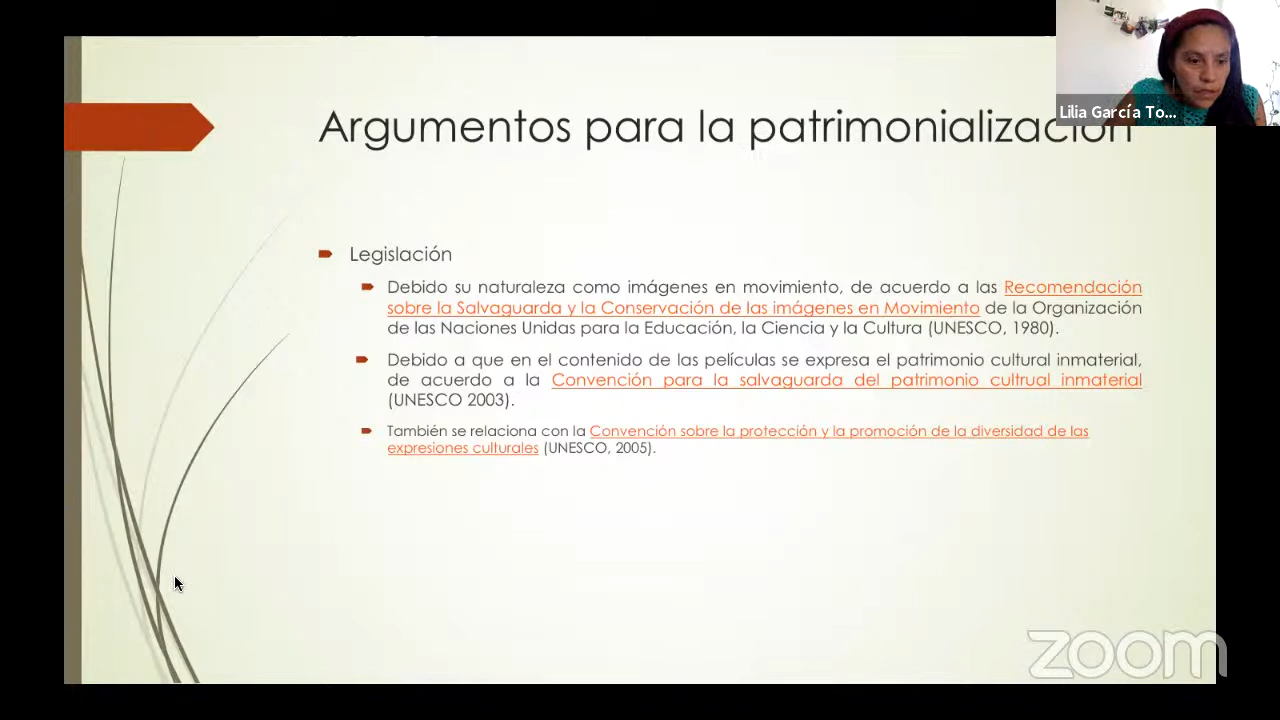 Argumentos para la patrimonialización
Lilia García To...
Legislación
Debido su naturaleza como imágenes en movimiento, de acuerdo a las Recomendación
sobre la Salvaguarda y la Conservación de las imágenes en Movimiento de la Organización
de las Naciones Unidas para la Educación, la Ciencia y la Cultura (UNESCO, 1980).
Debido a que en el contenido de las películas se expresa el patrimonio cultural inmaterial,
de acuerdo a la Convención para la salvaguarda del patrimonio cultrual inmaterial
(UNESCO 2003).
También se relaciona con la Convención sobre la protección y la promoción de la diversidad de las
expresiones culturales (UNESCO, 2005).
zoom